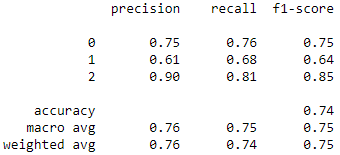 precision recall f1-score
0 0.75 0.76 0.75
1 0.61 0.68 0.64
2 0.90 0.81 0.85
accuracy 0.74
macro avg 0.76 0.75 0.75
weighted avg 0.76 0.74 0.75